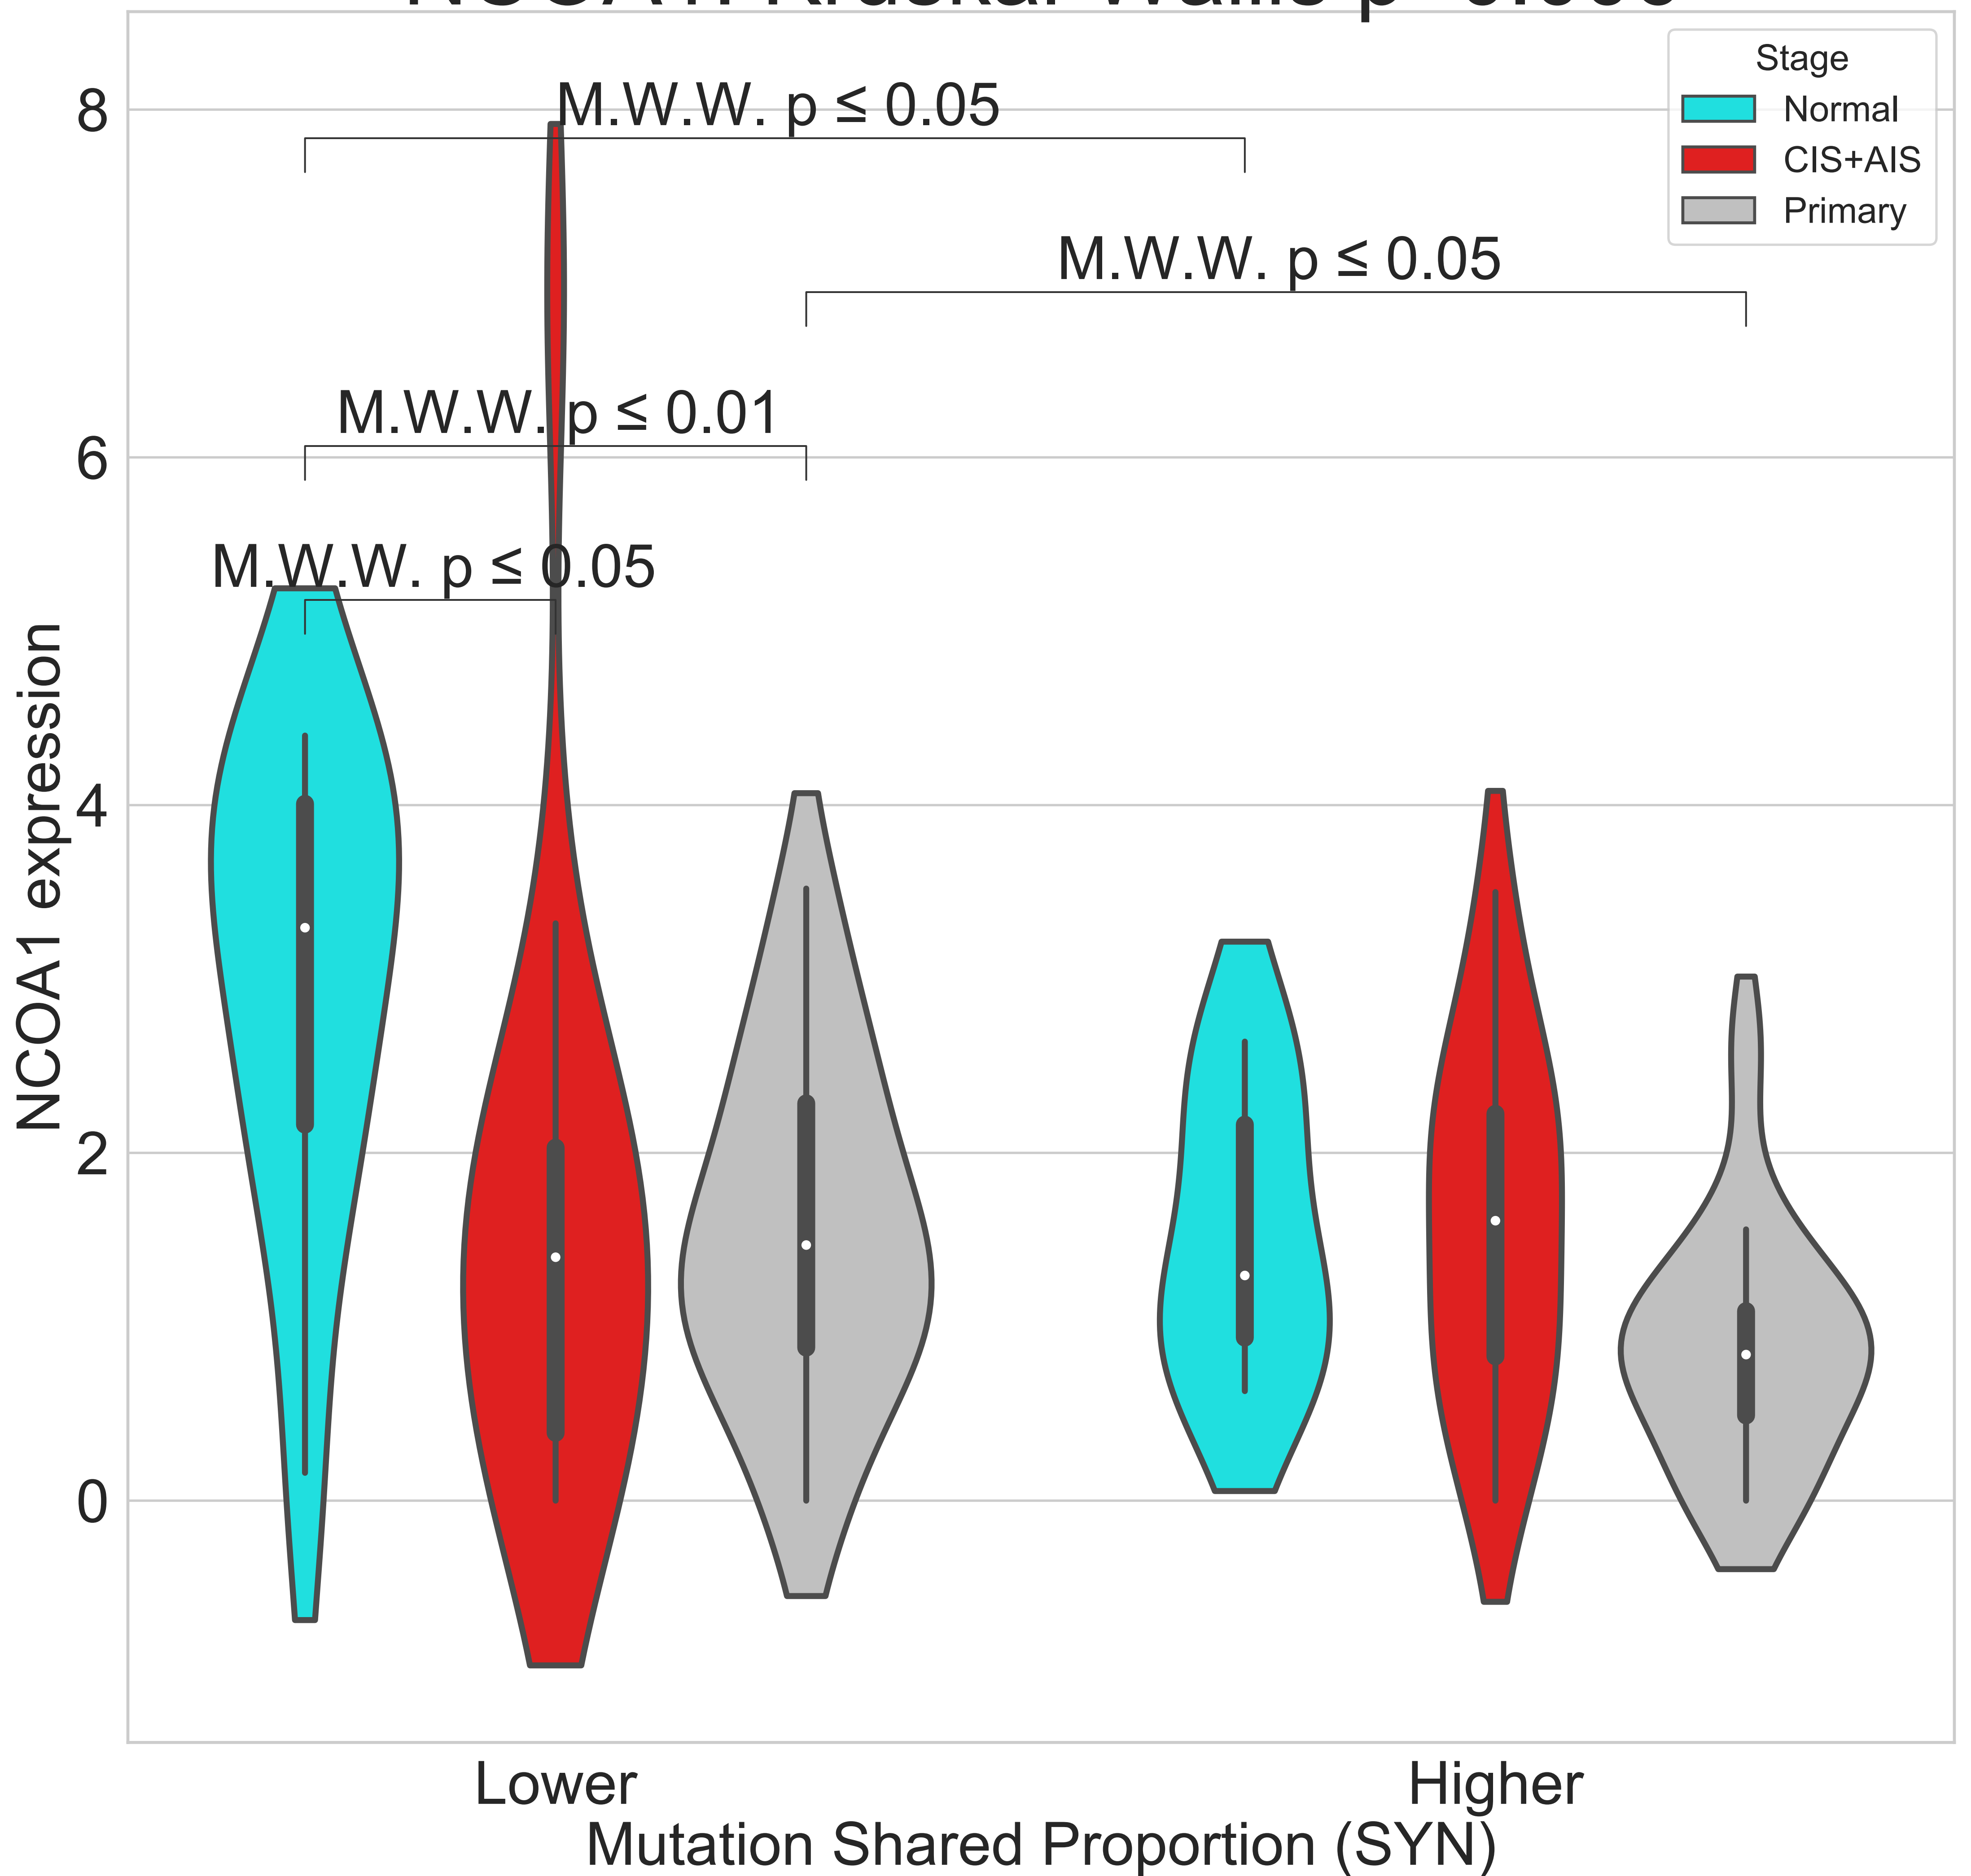 Stage
Normal
CIS+AIS
Primary
M.W.W. p ≤ 0.05
M.W.W. p ≤ 0.05
M.W.W. p ≤ 0.01
M.W.W. p ≤ 0.05
8
6
4
2
0
NCOA1 expression
Lower
Higher
Mutation Shared Proportion (SYN)